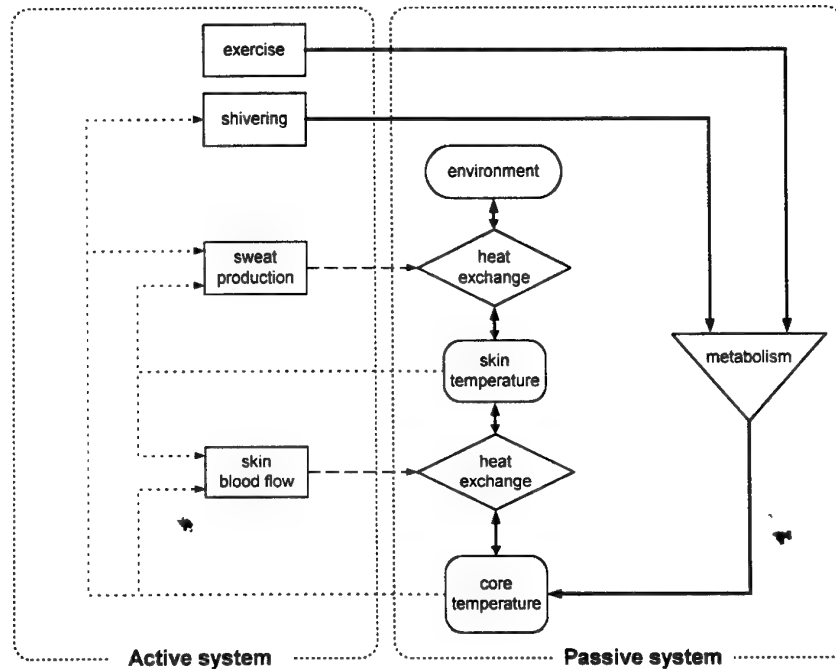 exercise
shivering
environment
sweat
production
heat
exchange
skin
temperature
metabolism
skin
blood flow
heat
exchange
core
temperature
Active system
Passive system